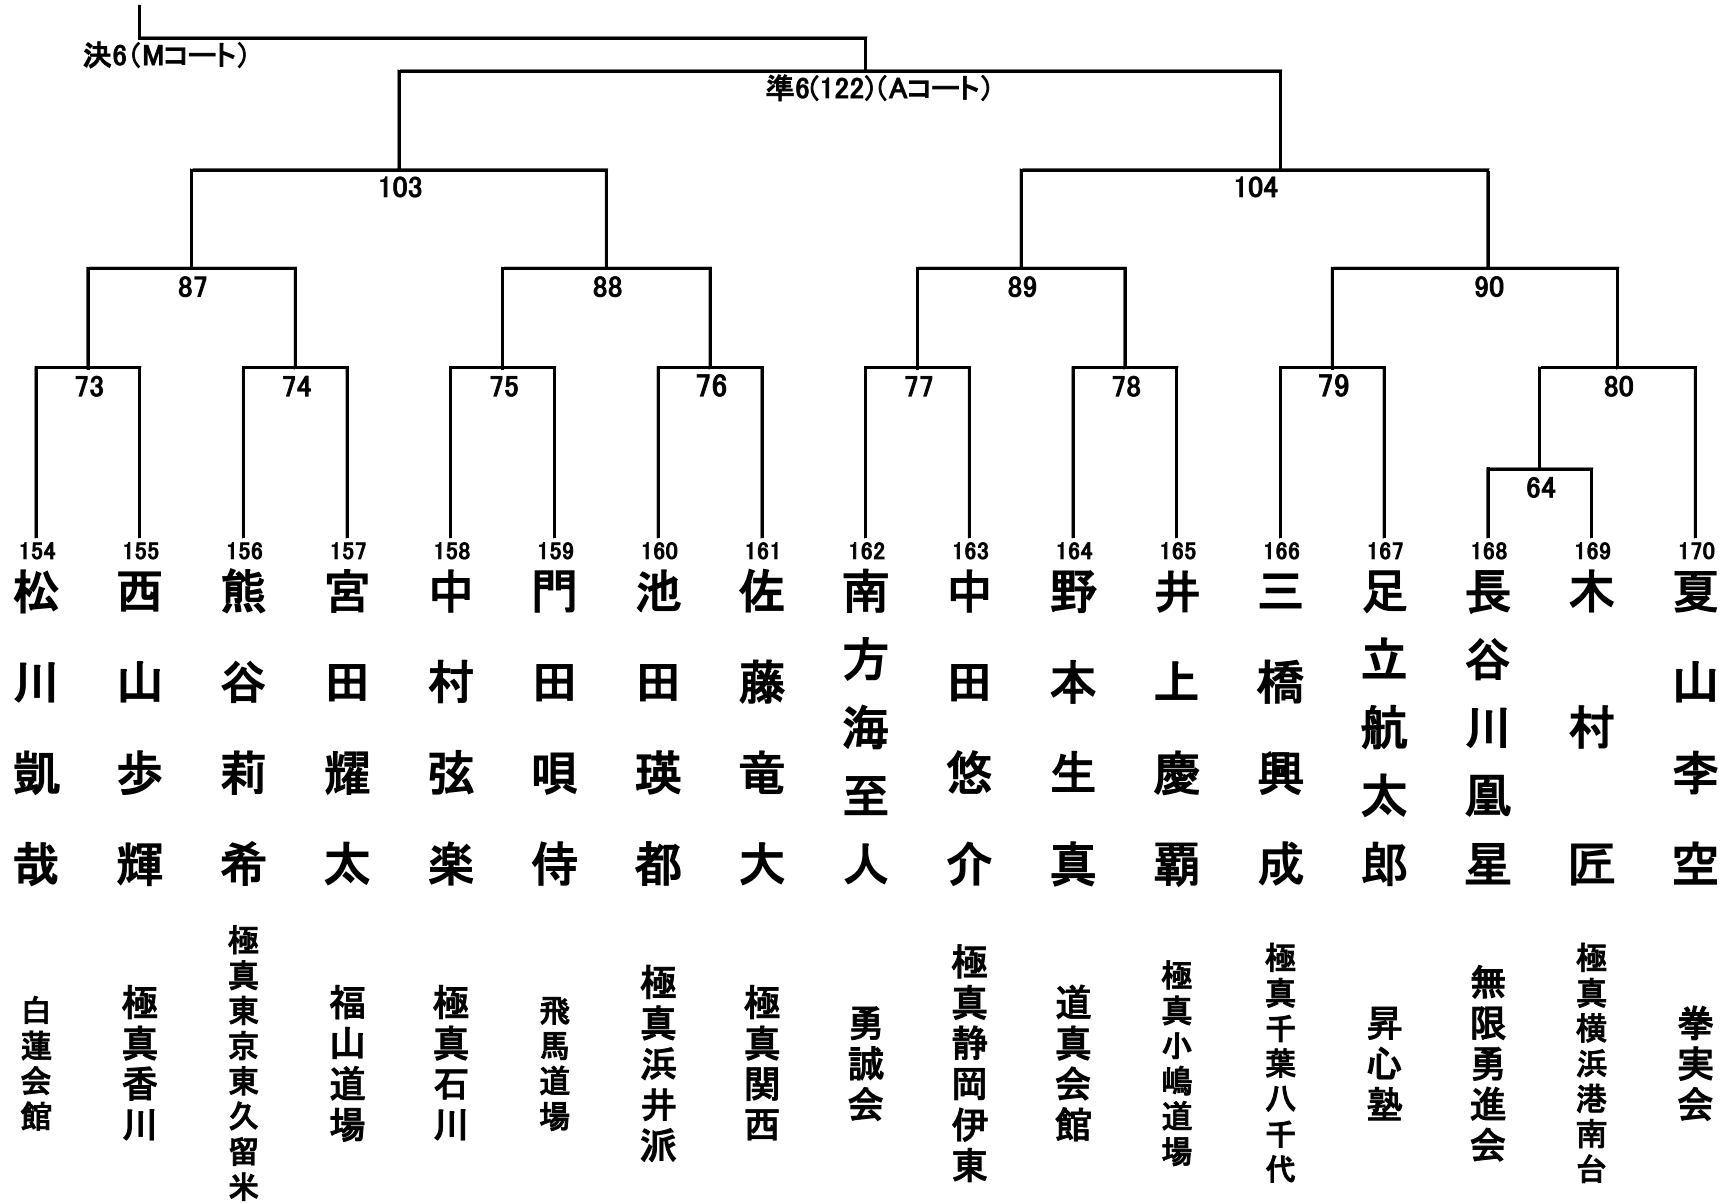 決6(Mコート)
準6(122)(Aコート)
103
104
87
88
89
90
73
74
75
76
77
78
79
80
64
154
松川凱哉
白蓮会館
155
西山歩輝
極真香川
156
熊谷莉希
極真東京東久留米
157
宮田耀太
福山道場
158
中村弦楽
極真石川
159
門田唄侍
飛馬道場
160
池田瑛都
極真浜井派
161
佐藤竜大
極真関西
162
南方海至人
勇誠会
163
中田悠介
極真静岡伊東
164
野本生真
道真会館
165
井上慶覇
極真小嶋道場
166
三橋興成
極真千葉八千代
167
足立航太郎
昇心塾
168
長谷川凰星
無限勇進会
169
木村匠
極真横浜港南台
170
夏山李空
拳実会